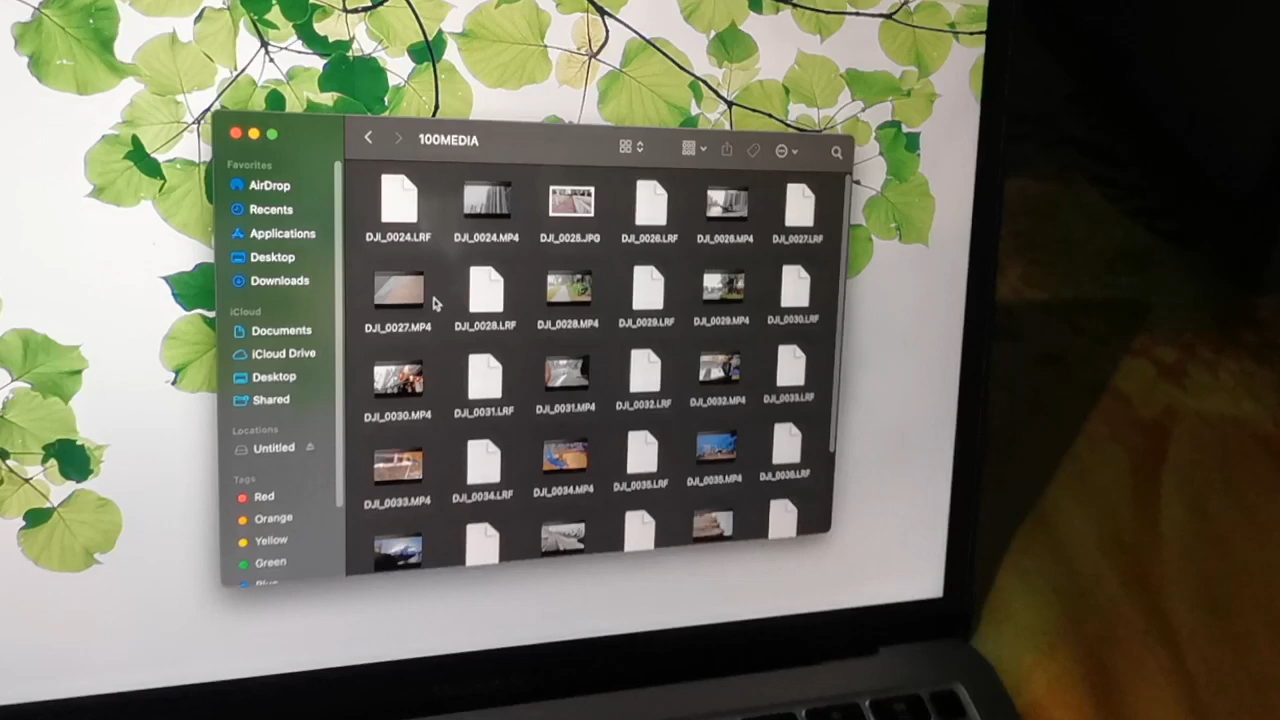 100MEDIA
Favorites
AirDrop
Recents
Applications
Desktop
Downloads
iCloud
Documents
iCloud Drive
Desktop
Shared
Locations
Untitled
Tags
Red
Orange
Yellow
Green
Blue
DJI_0024.LRF DJI_0024.MP4 DJI_0025.JPG DJI_0026.LRF DJI_0026.MP4 DJI_0027.LRF
DJI_0027.MP4 DJI_0028.LRF DJI_0028.MP4 DJI_0029.LRF DJI_0029.MP4 DJI_0030.LRF
DJI_0030.MP4 DJI_0031.LRF DJI_0031.MP4 DJI_0032.LRF DJI_0032.MP4 DJI_0033.LRF
DJI_0033.MP4 DJI_0034.LRF DJI_0034.MP4 DJI_0035.LRF DJI_0035.MP4 DJI_0036.LRF